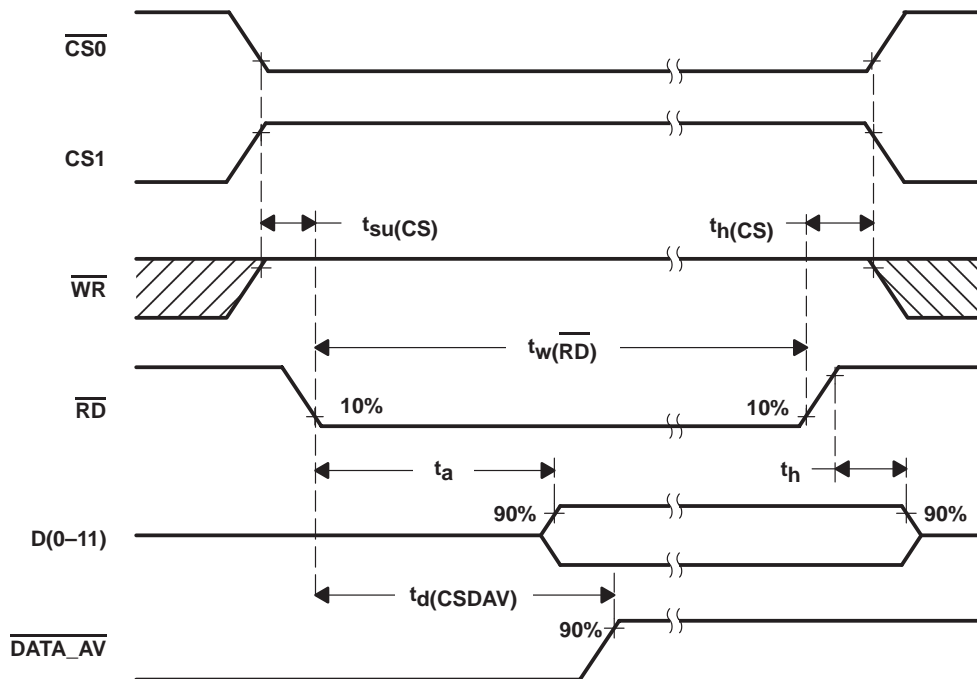 CS0
CS1
tsu(CS)
th(CS)
WR
tw(RD)
RD
10%
10%
ta
th
D(0–11)
90%
90%
td(CSDAV)
DATA_AV
90%